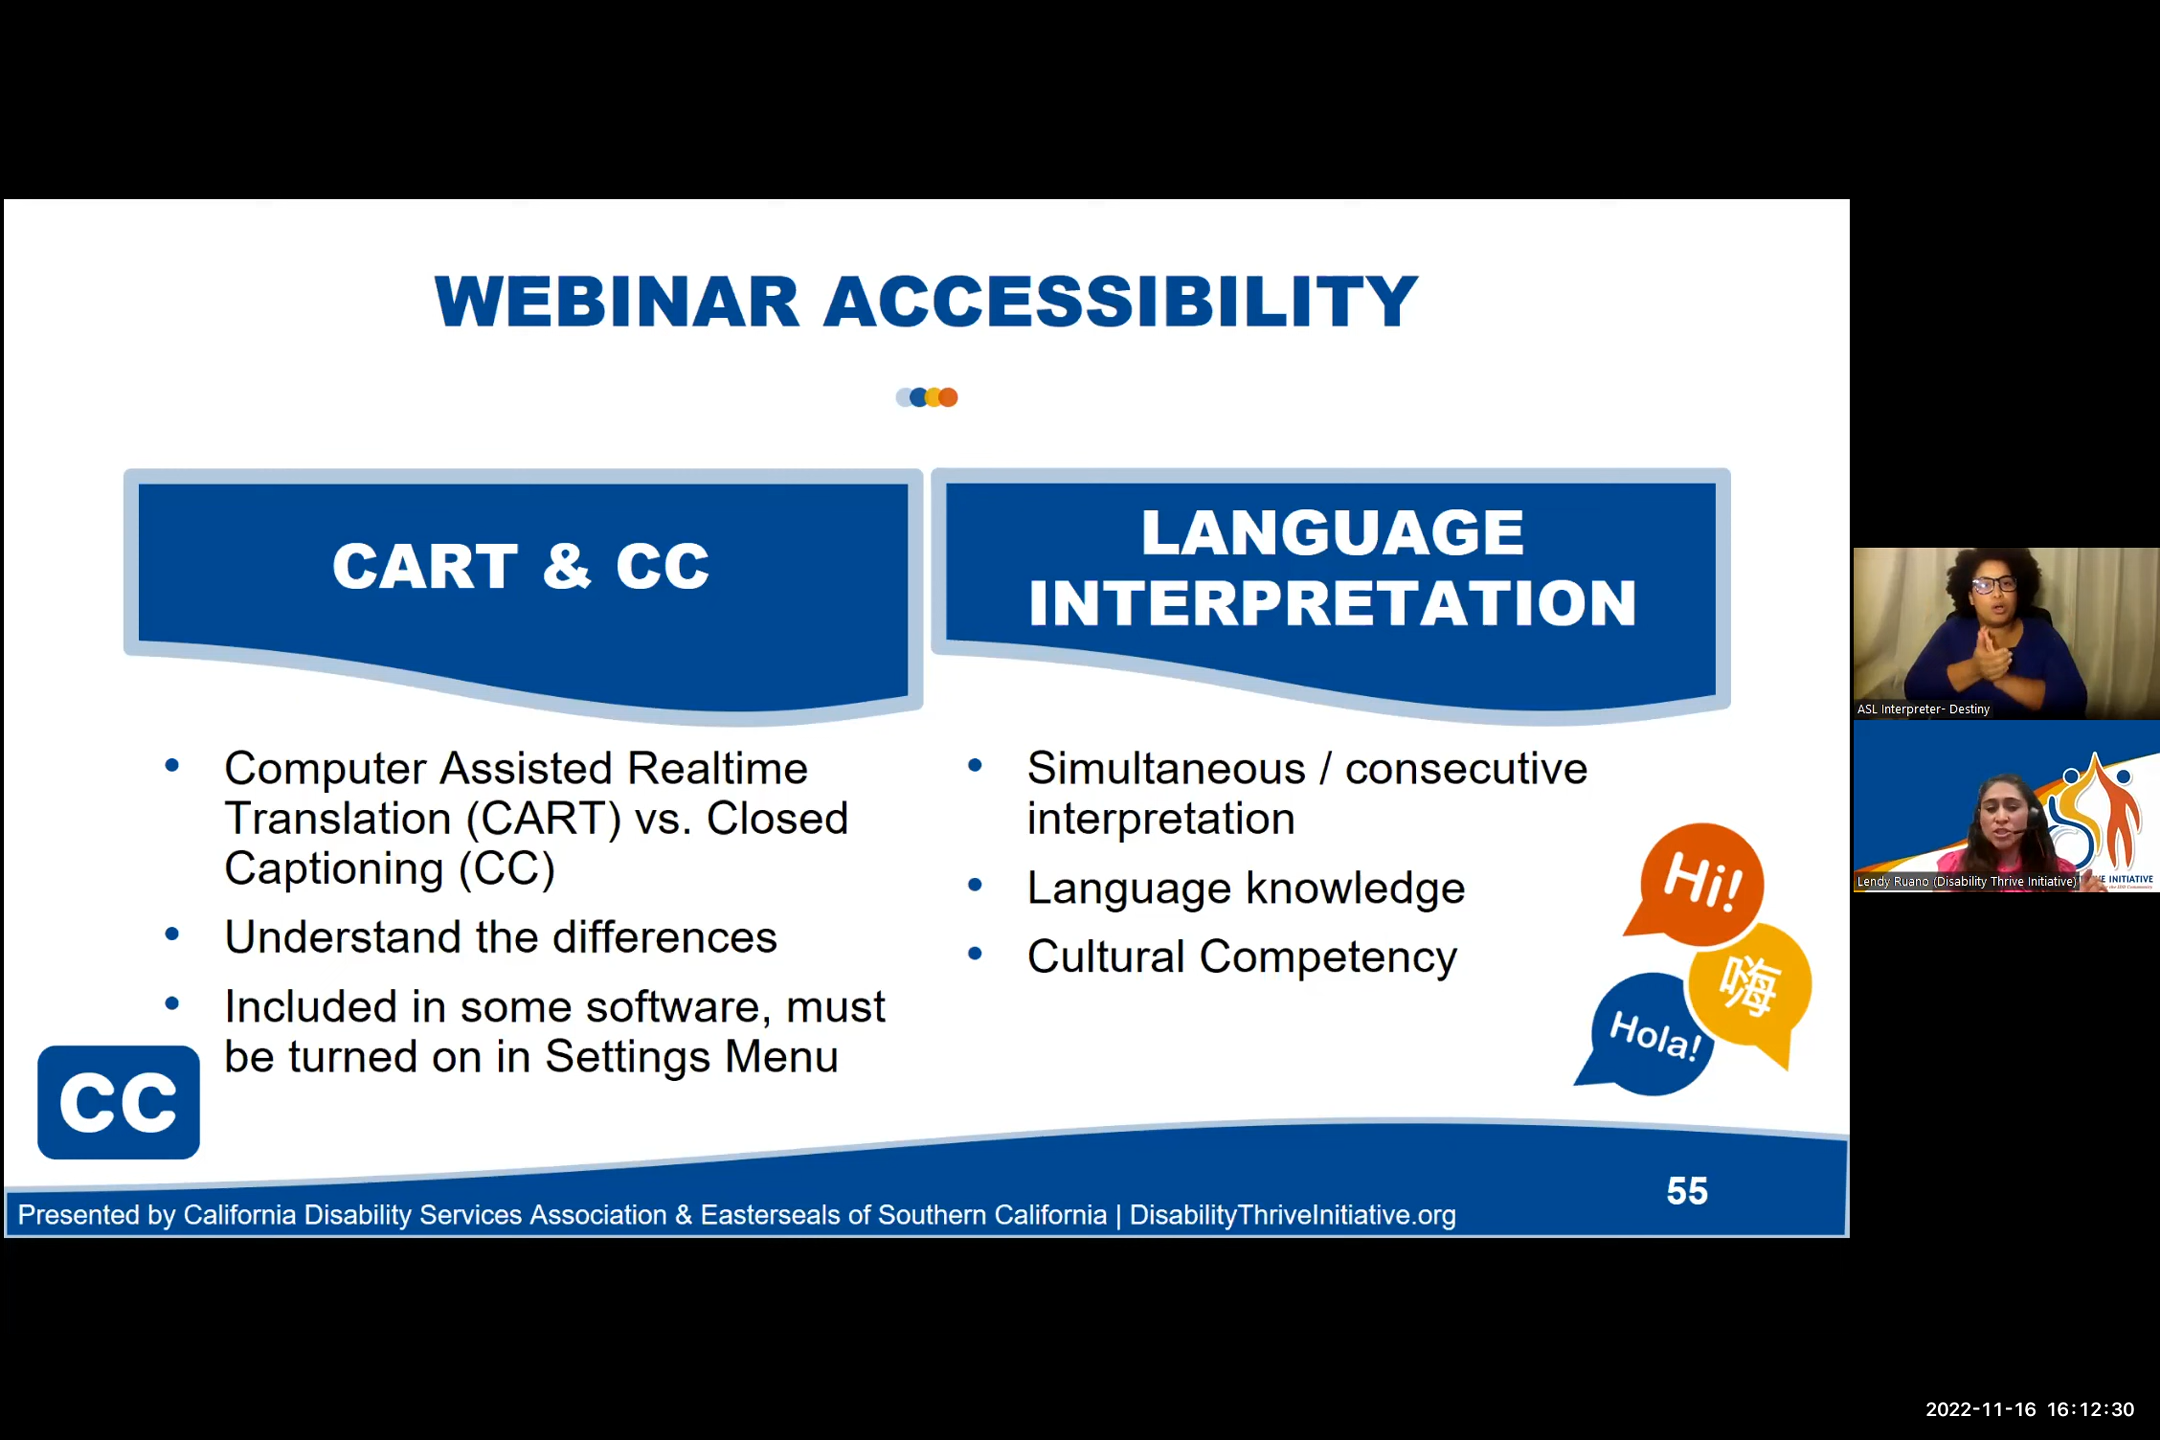 WEBINAR ACCESSIBILITY
CART & CC
Computer Assisted Realtime
Translation (CART) vs. Closed
Captioning (CC)
Understand the differences
Included in some software, must
be turned on in Settings Menu
CC
LANGUAGE
INTERPRETATION
Simultaneous / consecutive
interpretation
Language knowledge
Cultural Competency
Hi!
嗨
Hola!
55
Presented by California Disability Services Association & Easterseals of Southern California | DisabilityThriveInitiative.org
ASL Interpreter- Destiny
Lendy Ruano (Disability Thrive Initiative)
INITIATIVE
2022-11-16 16:12:30